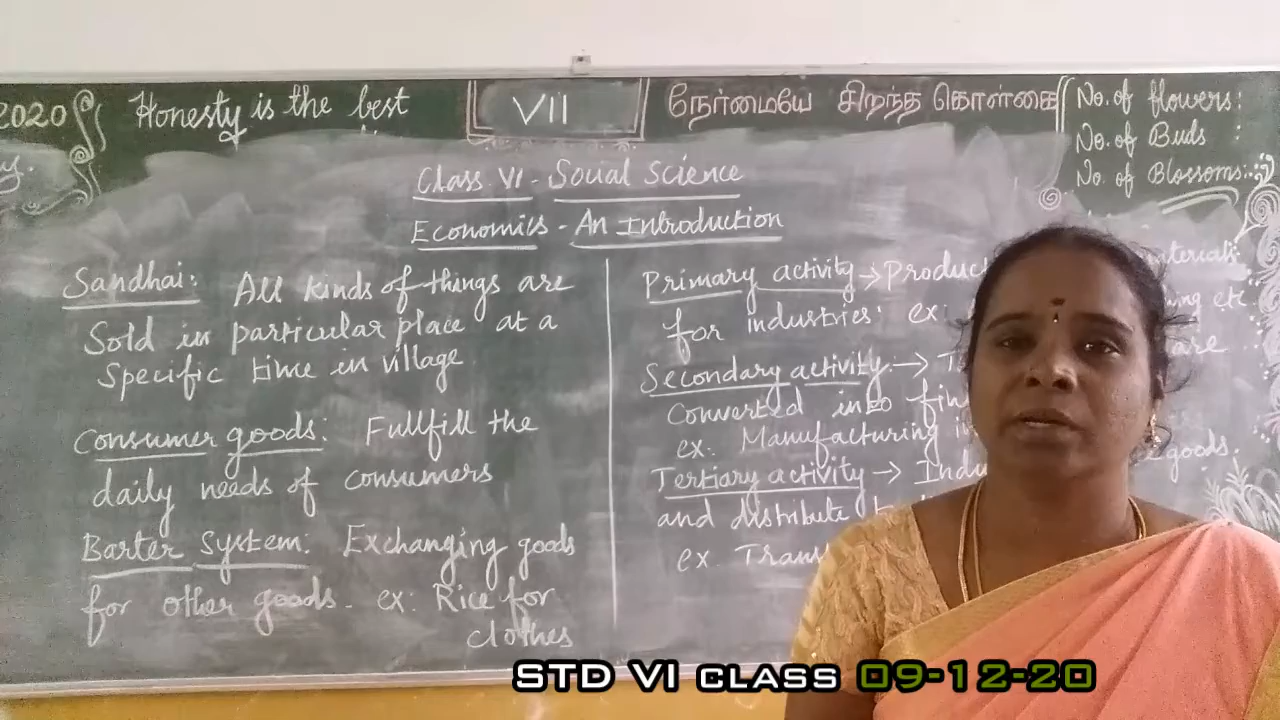 2020
Honesty is the best
VII
நேர்மையே சிறந்த கொள்கை
No. of flowers:
No. of Buds :
No. of Blossoms:
Class VI - Social Science
Economics - An Introduction
Sandhai: All kinds of things are
Sold in particular place at a
Specific time in village
Consumer goods: Fullfill the
daily needs of consumers
Barter System: Exchanging goods
for other goods. ex: Rice for
clothes
Primary activity → materials
for industries. ex: etc
Secondary activity. →
Converted into
ex: Manufacturing
Tertiary activity → goods.
and distribute
ex.
STD VI CLASS 09-12-20